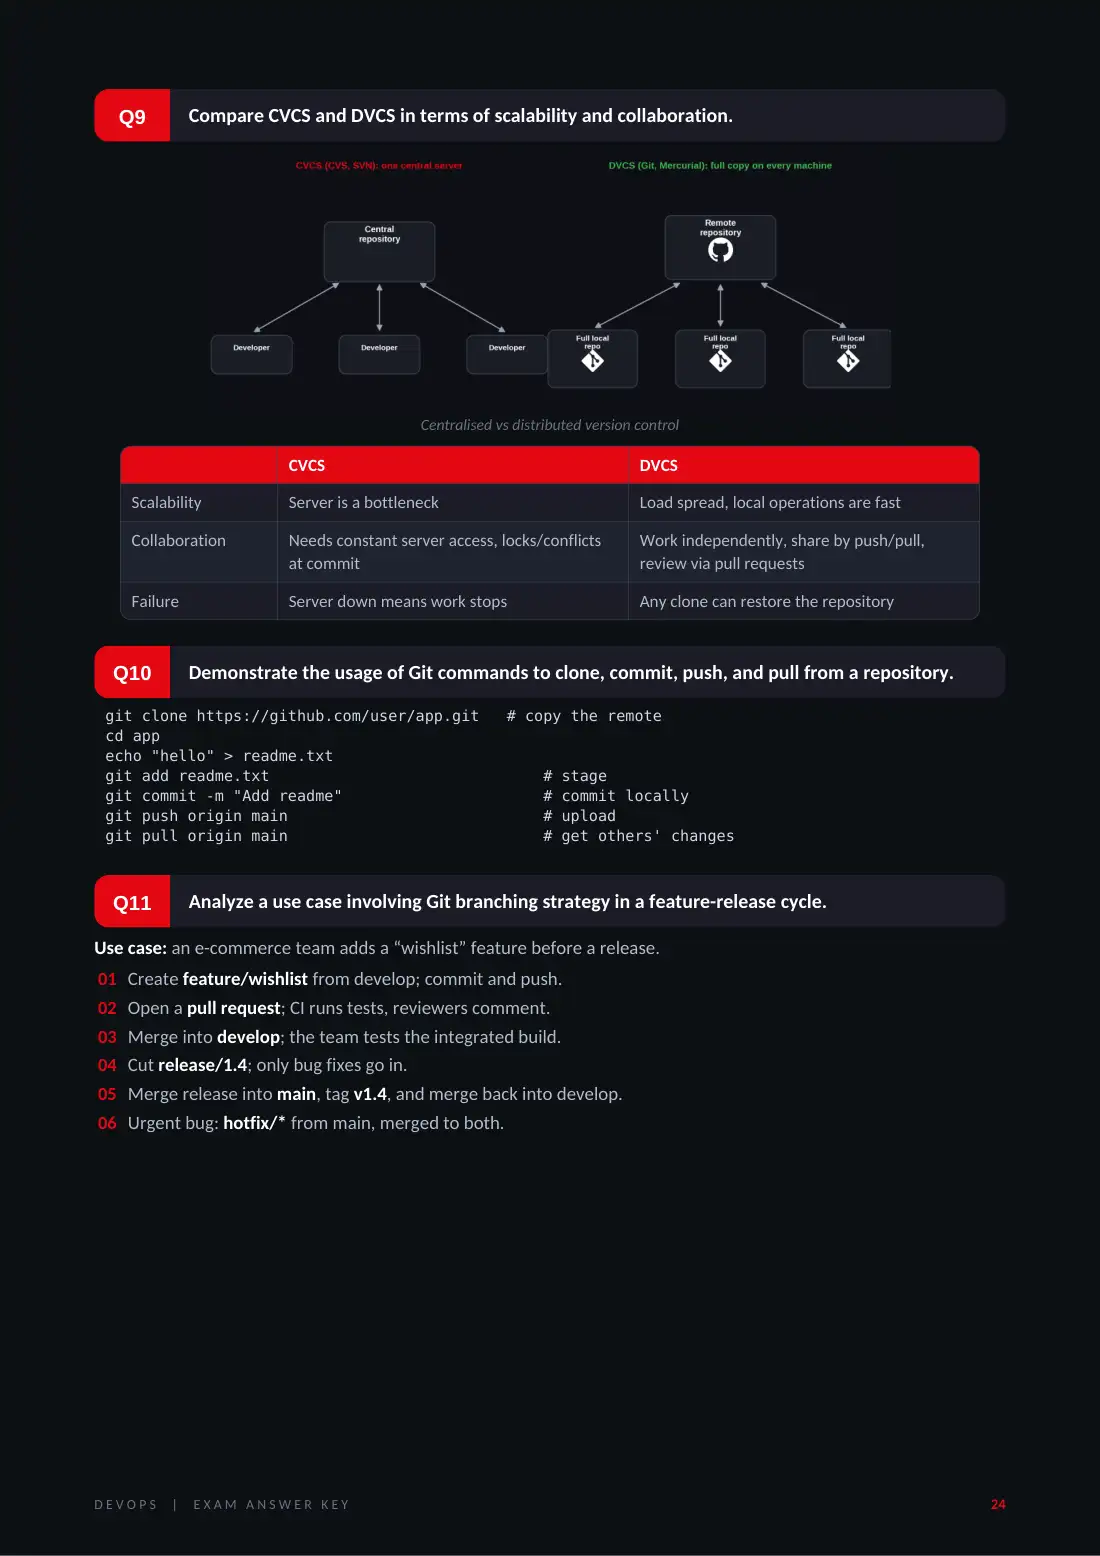 Q9 Compare CVCS and DVCS in terms of scalability and collaboration.
CVCS (CVS, SVN): one central server
DVCS (Git, Mercurial): full copy on every machine
Central
repository
Remote
repository
Developer
Developer
Developer
Full local
repo
Full local
repo
Full local
repo
Centralised vs distributed version control
CVCS DVCS
Scalability Server is a bottleneck Load spread, local operations are fast
Collaboration Needs constant server access, locks/conflicts
at commit
Work independently, share by push/pull,
review via pull requests
Failure Server down means work stops Any clone can restore the repository
Q10 Demonstrate the usage of Git commands to clone, commit, push, and pull from a repository.
git clone https://github.com/user/app.git # copy the remote
cd app
echo "hello" > readme.txt
git add readme.txt # stage
git commit -m "Add readme" # commit locally
git push origin main # upload
git pull origin main # get others' changes
Q11 Analyze a use case involving Git branching strategy in a feature-release cycle.
Use case: an e-commerce team adds a “wishlist” feature before a release.
01 Create feature/wishlist from develop; commit and push.
02 Open a pull request; CI runs tests, reviewers comment.
03 Merge into develop; the team tests the integrated build.
04 Cut release/1.4; only bug fixes go in.
05 Merge release into main, tag v1.4, and merge back into develop.
06 Urgent bug: hotfix/* from main, merged to both.
DEVOPS | EXAM ANSWER KEY 24